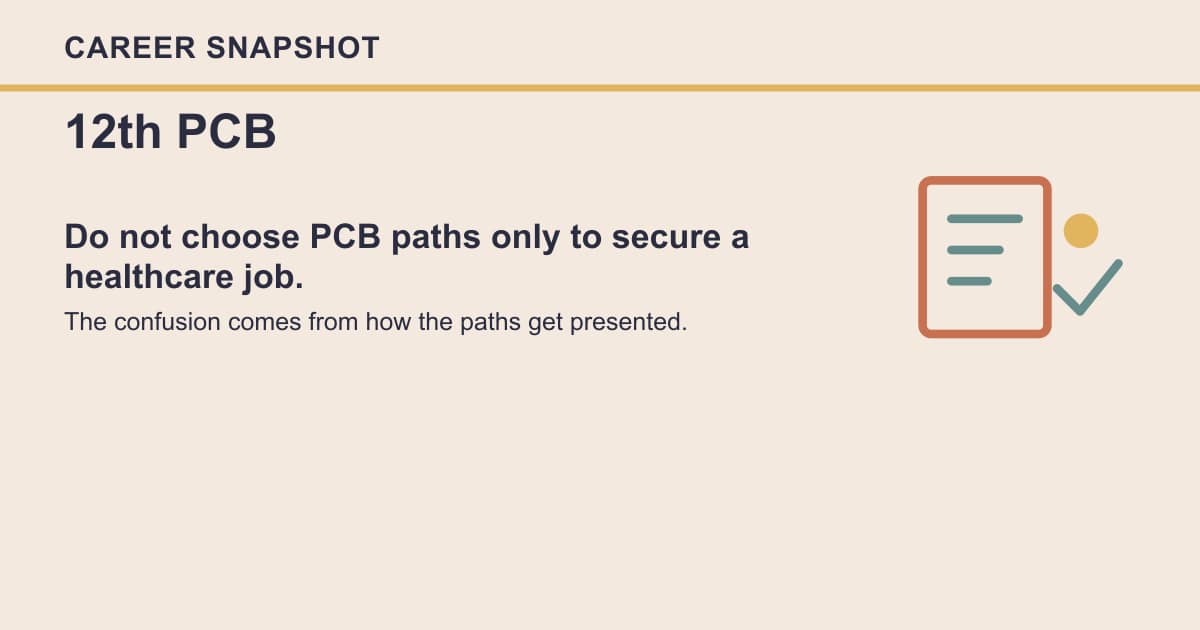 CAREER SNAPSHOT
12th PCB
Do not choose PCB paths only to secure a
healthcare job.
The confusion comes from how the paths get presented.